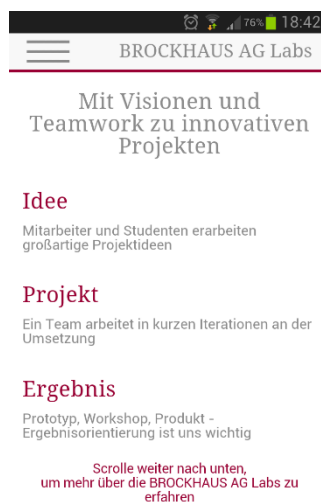 76% 18:42
BROCKHAUS AG Labs
Mit Visionen und
Teamwork zu innovativen
Projekten
Idee
Mitarbeiter und Studenten erarbeiten
großartige Projektideen
Projekt
Ein Team arbeitet in kurzen Iterationen an der
Umsetzung
Ergebnis
Prototyp, Workshop, Produkt -
Ergebnisorientierung ist uns wichtig
Scrolle weiter nach unten,
um mehr über die BROCKHAUS AG Labs zu
erfahren